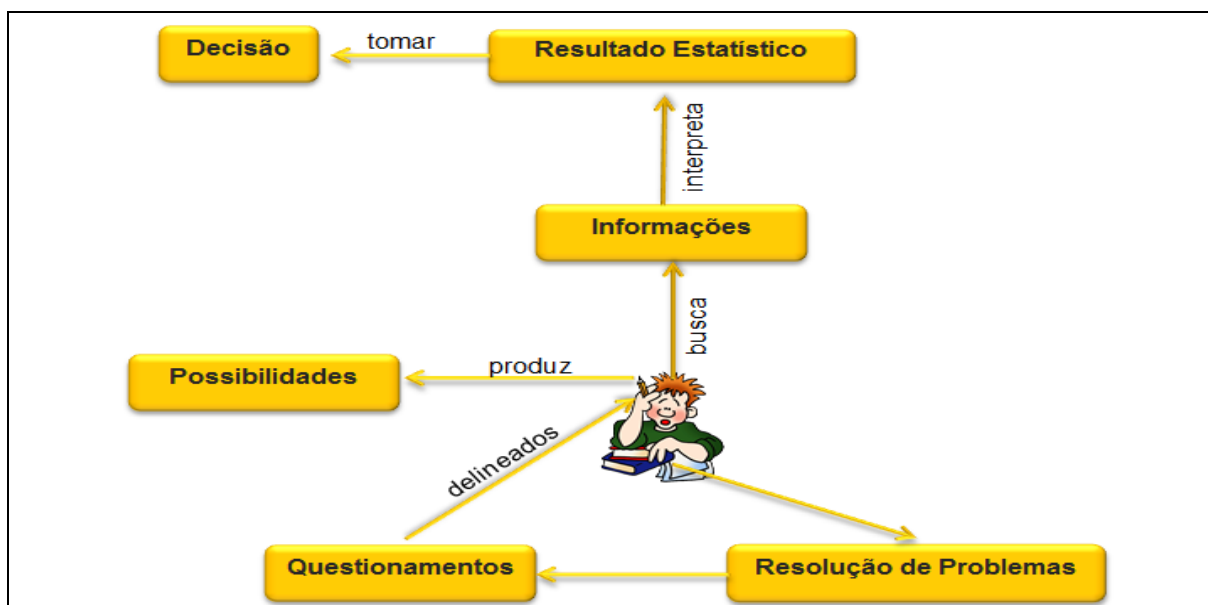 Decisão
tomar
Resultado Estatístico
interpreta
Informações
busca
Possibilidades
produz
delineados
Questionamentos
Resolução de Problemas